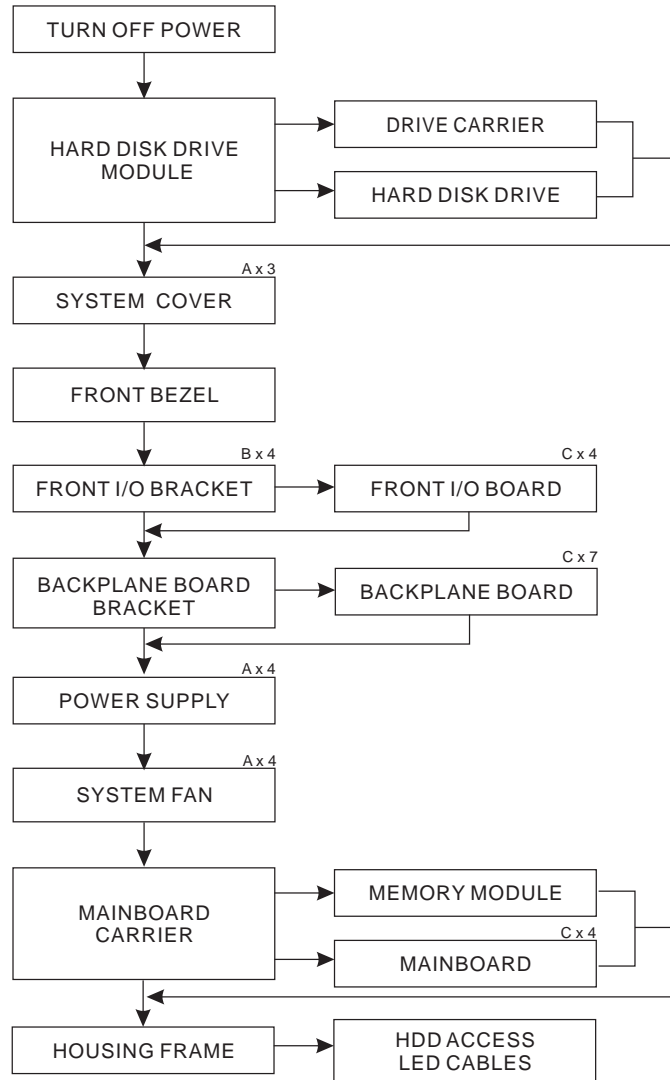 TURN OFF POWER
HARD DISK DRIVE
MODULE
DRIVE CARRIER
HARD DISK DRIVE
A x 3
SYSTEM COVER
FRONT BEZEL
B x 4
FRONT I/O BRACKET
C x 4
FRONT I/O BOARD
BACKPLANE BOARD
BRACKET
C x 7
BACKPLANE BOARD
A x 4
POWER SUPPLY
A x 4
SYSTEM FAN
MAINBOARD
CARRIER
MEMORY MODULE
C x 4
MAINBOARD
HOUSING FRAME
HDD ACCESS
LED CABLES